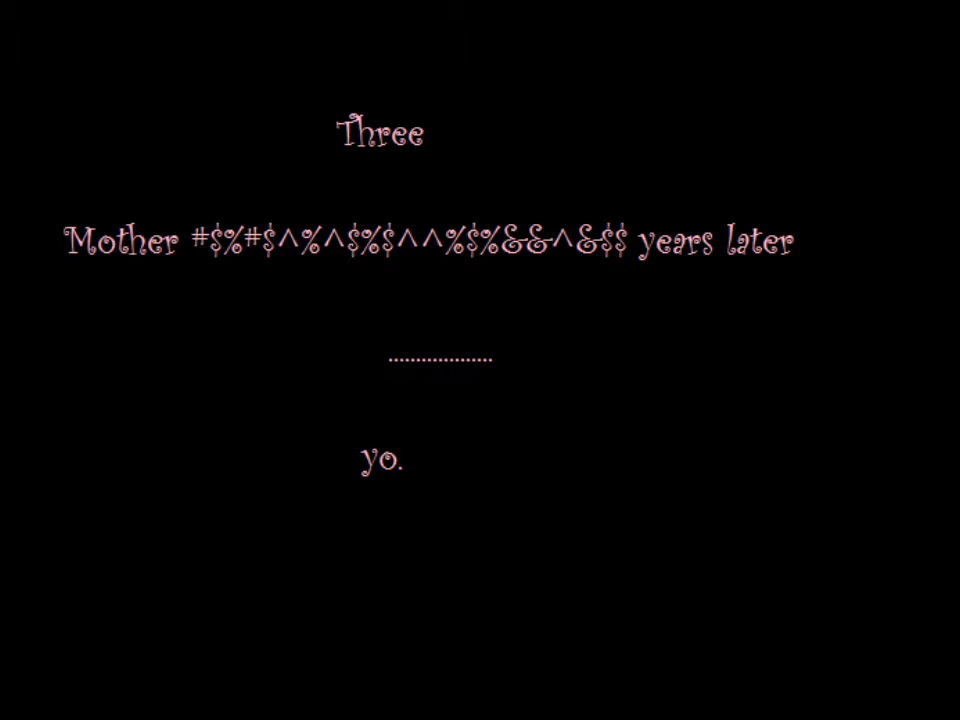 Three
Mother #$%#$^%^$%$^^%$%&&^&$$ years later
...................
yo.